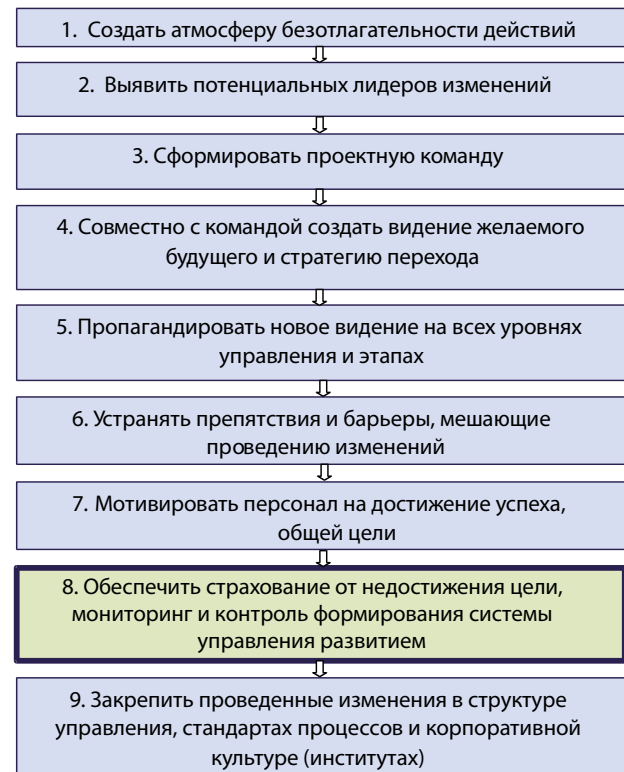 1. Создать атмосферу безотлагательности действий
2. Выявить потенциальных лидеров изменений
3. Сформировать проектную команду
4. Совместно с командой создать видение желаемого
будущего и стратегию перехода
5. Пропагандировать новое видение на всех уровнях
управления и этапах
6. Устранять препятствия и барьеры, мешающие
проведению изменений
7. Мотивировать персонал на достижение успеха,
общей цели
8. Обеспечить страхование от недостижения цели,
мониторинг и контроль формирования системы
управления развитием
9. Закрепить проведенные изменения в структуре
управления, стандартах процессов и корпоративной
культуре (институтах)